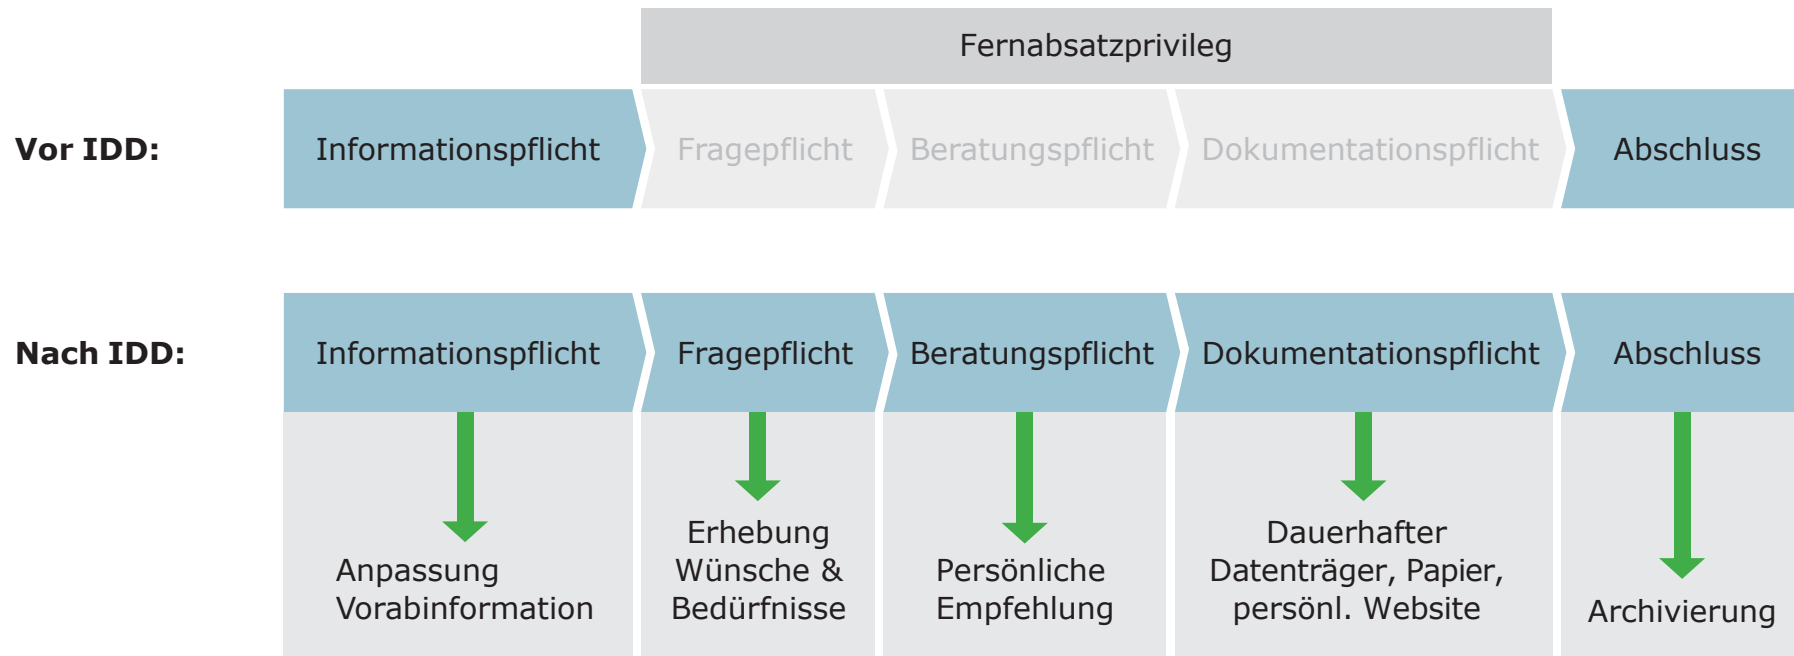 Fernabsatzprivileg
Vor IDD:
Informationspflicht
Fragepflicht
Beratungspflicht
Dokumentationspflicht
Abschluss
Nach IDD:
Informationspflicht
Fragepflicht
Beratungspflicht
Dokumentationspflicht
Abschluss
Anpassung
Vorabinformation
Erhebung
Wünsche &
Bedürfnisse
Persönliche
Empfehlung
Dauerhafter
Datenträger, Papier,
persönl. Website
Archivierung